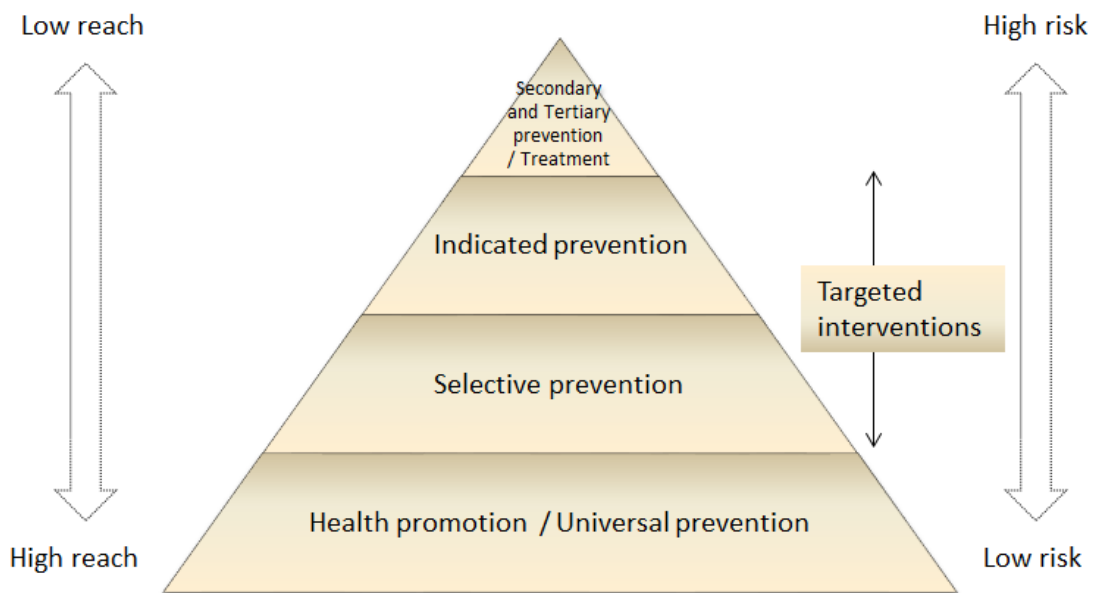 Low reach
High risk
Secondary
and Tertiary
prevention
/ Treatment
Indicated prevention
Targeted
interventions
Selective prevention
Health promotion / Universal prevention
High reach
Low risk